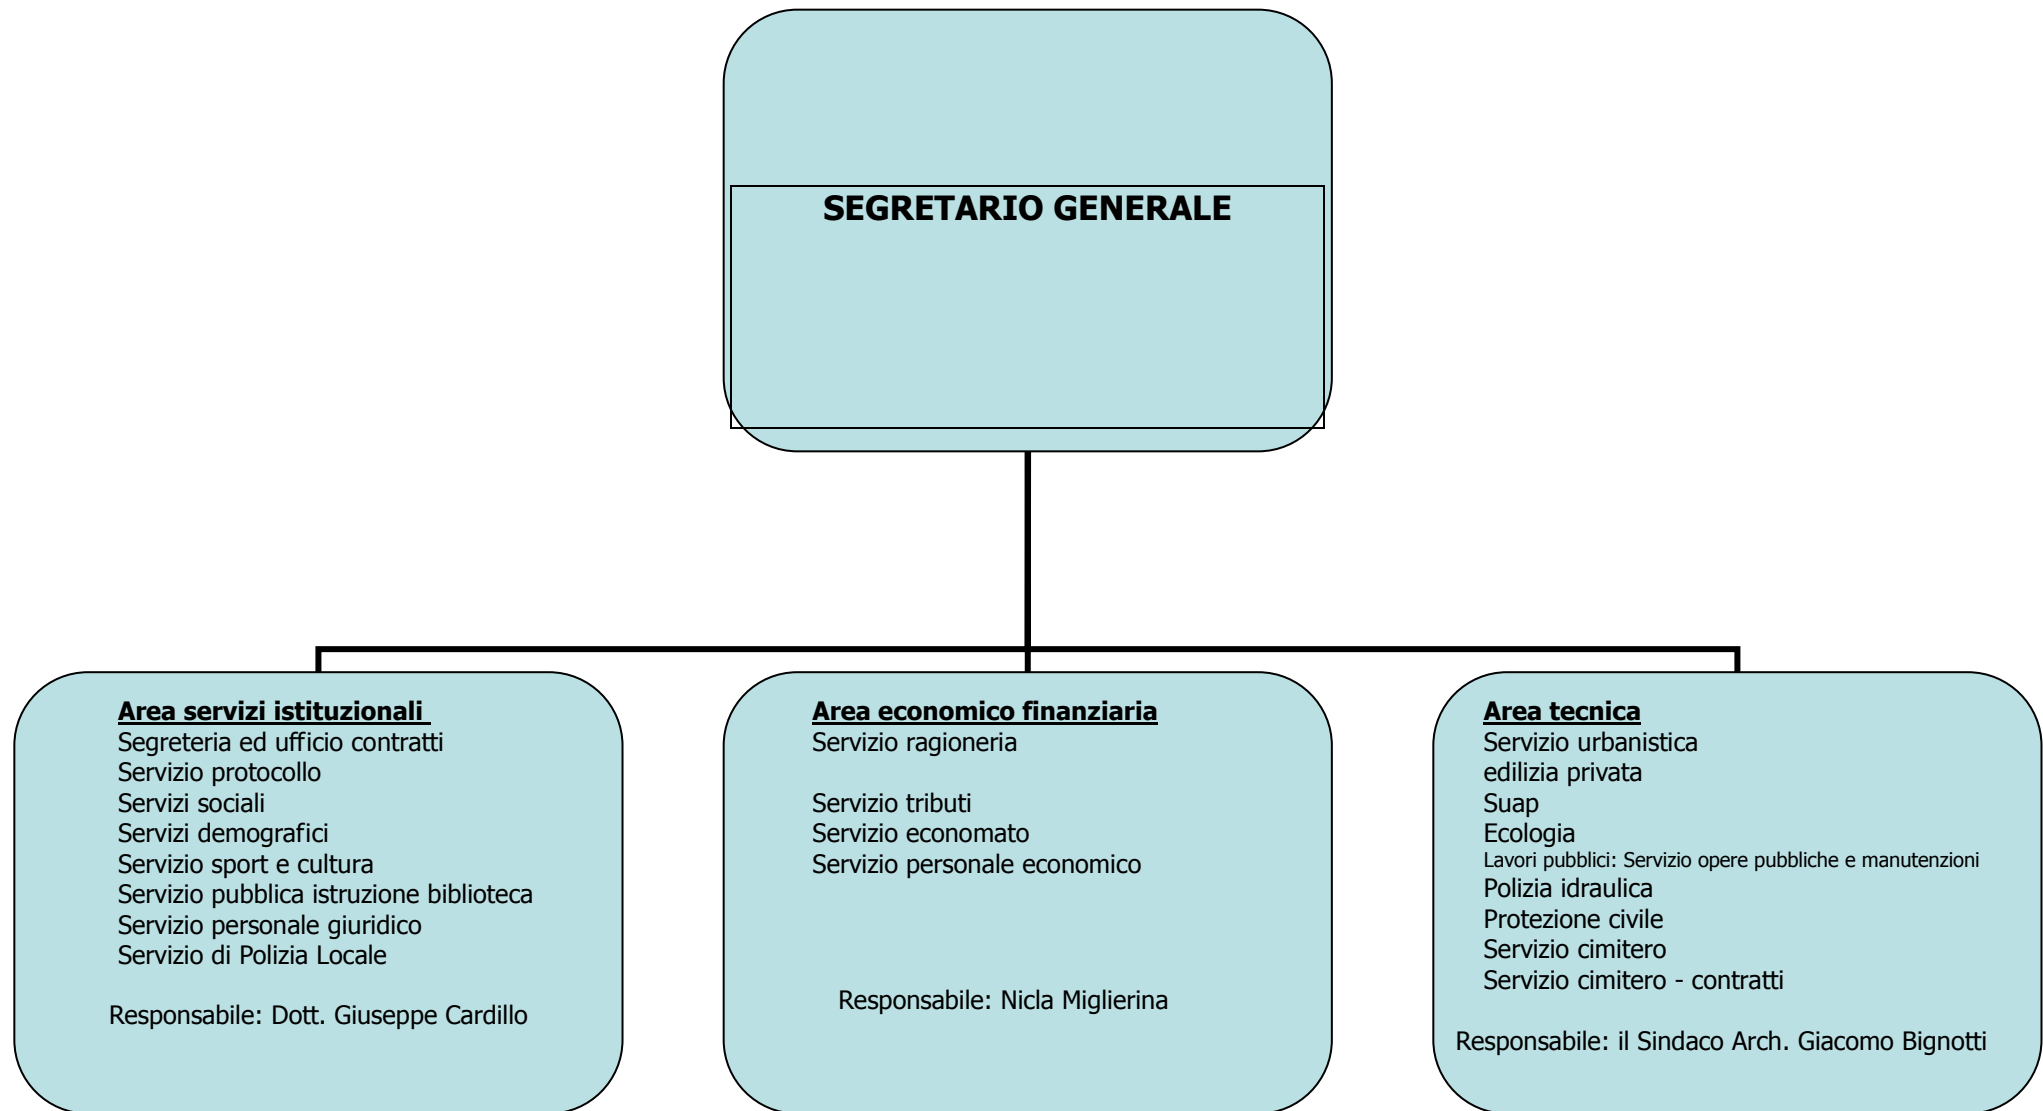 SEGRETARIO GENERALE
Area servizi istituzionali
Segreteria ed ufficio contratti
Servizio protocollo
Servizi sociali
Servizi demografici
Servizio sport e cultura
Servizio pubblica istruzione biblioteca
Servizio personale giuridico
Servizio di Polizia Locale
Responsabile: Dott. Giuseppe Cardillo
Area economico finanziaria
Servizio ragioneria
Servizio tributi
Servizio economato
Servizio personale economico
Responsabile: Nicla Miglierina
Area tecnica
Servizio urbanistica
edilizia privata
Suap
Ecologia
Lavori pubblici: Servizio opere pubbliche e manutenzioni
Polizia idraulica
Protezione civile
Servizio cimitero
Servizio cimitero - contratti
Responsabile: il Sindaco Arch. Giacomo Bignotti